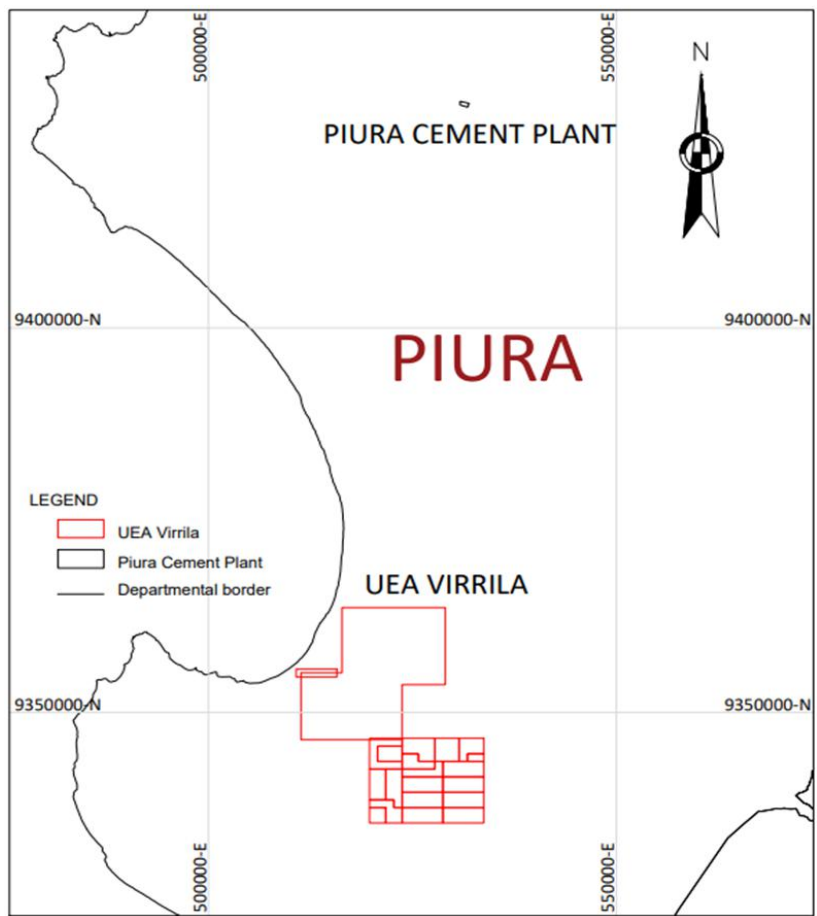 500000-E
550000-E
N
PIURA CEMENT PLANT
9400000-N
9400000-N
PIURA
LEGEND
UEA Virrila
Piura Cement Plant
Departmental border
UEA VIRRILA
9350000-N
9350000-N
500000-E
550000-E